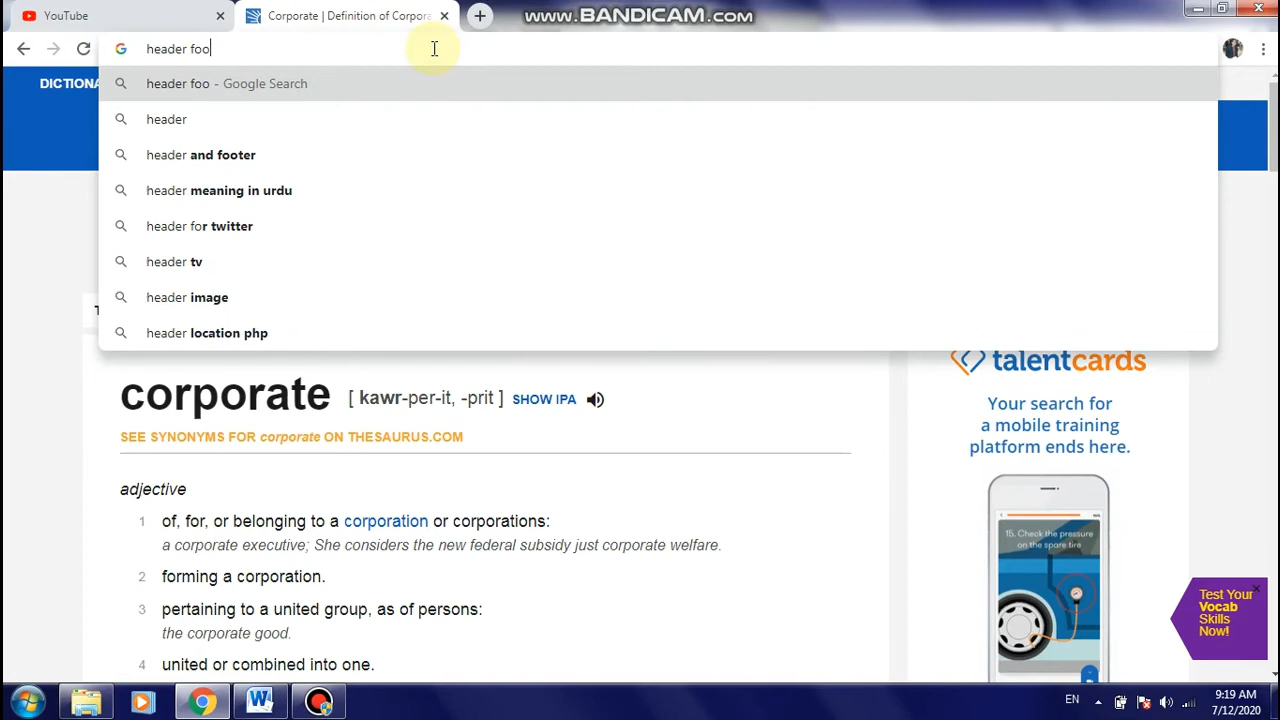 YouTube
Corporate | Definition of Corpora
www.BANDICAM.com
header foo
DICTIONA
header foo - Google Search
header
header and footer
header meaning in urdu
header for twitter
header tv
header image
header location php
T
corporate [ kawr-per-it, -prit ] SHOW IPA
SEE SYNONYMS FOR corporate ON THESAURUS.COM
adjective
1 of, for, or belonging to a corporation or corporations:
a corporate executive; She considers the new federal subsidy just corporate welfare.
2 forming a corporation.
3 pertaining to a united group, as of persons:
the corporate good.
4 united or combined into one.
talentcards
Your search for
a mobile training
platform ends here.
15. Check the pressure
on the spare tire
Test Your
Vocab
Skills
Now!
EN
9:19 AM
7/12/2020